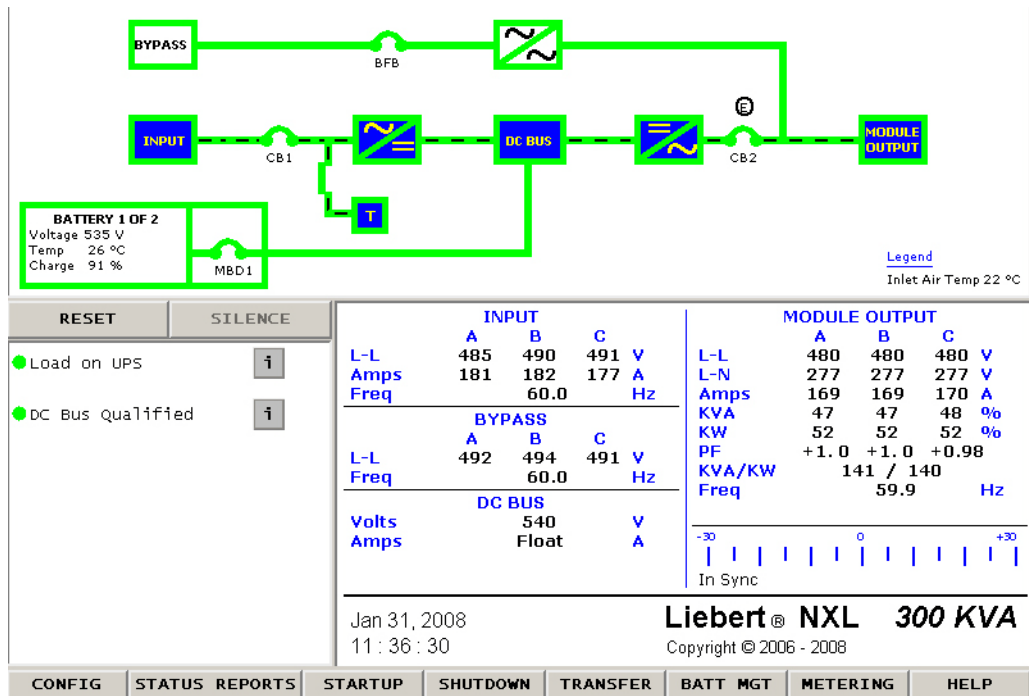 BYPASS
BFB
E
INPUT
CB1
DC BUS
CB2
MODULE
OUTPUT
T
BATTERY 1 OF 2
Voltage 535 V
Temp 26 ºC
Charge 91 %
MBD1
Legend
Inlet Air Temp 22 ºC
RESET SILENCE
Load on UPS i
DC Bus Qualified i
INPUT
A B C
L-L 485 490 491 V
Amps 181 182 177 A
Freq 60.0 Hz
BYPASS
A B C
L-L 492 494 491 V
Freq 60.0 Hz
DC BUS
Volts 540 V
Amps Float A
MODULE OUTPUT
A B C
L-L 480 480 480 V
L-N 277 277 277 V
Amps 169 169 170 A
KVA 47 47 48 %
KW 52 52 52 %
PF +1.0 +1.0 +0.98
KVA/KW 141 / 140
Freq 59.9 Hz
-30 0 +30
In Sync
Jan 31, 2008
11 : 36 : 30
Liebert ® NXL 300 KVA
Copyright © 2006 - 2008
CONFIG STATUS REPORTS STARTUP SHUTDOWN TRANSFER BATT MGT METERING HELP